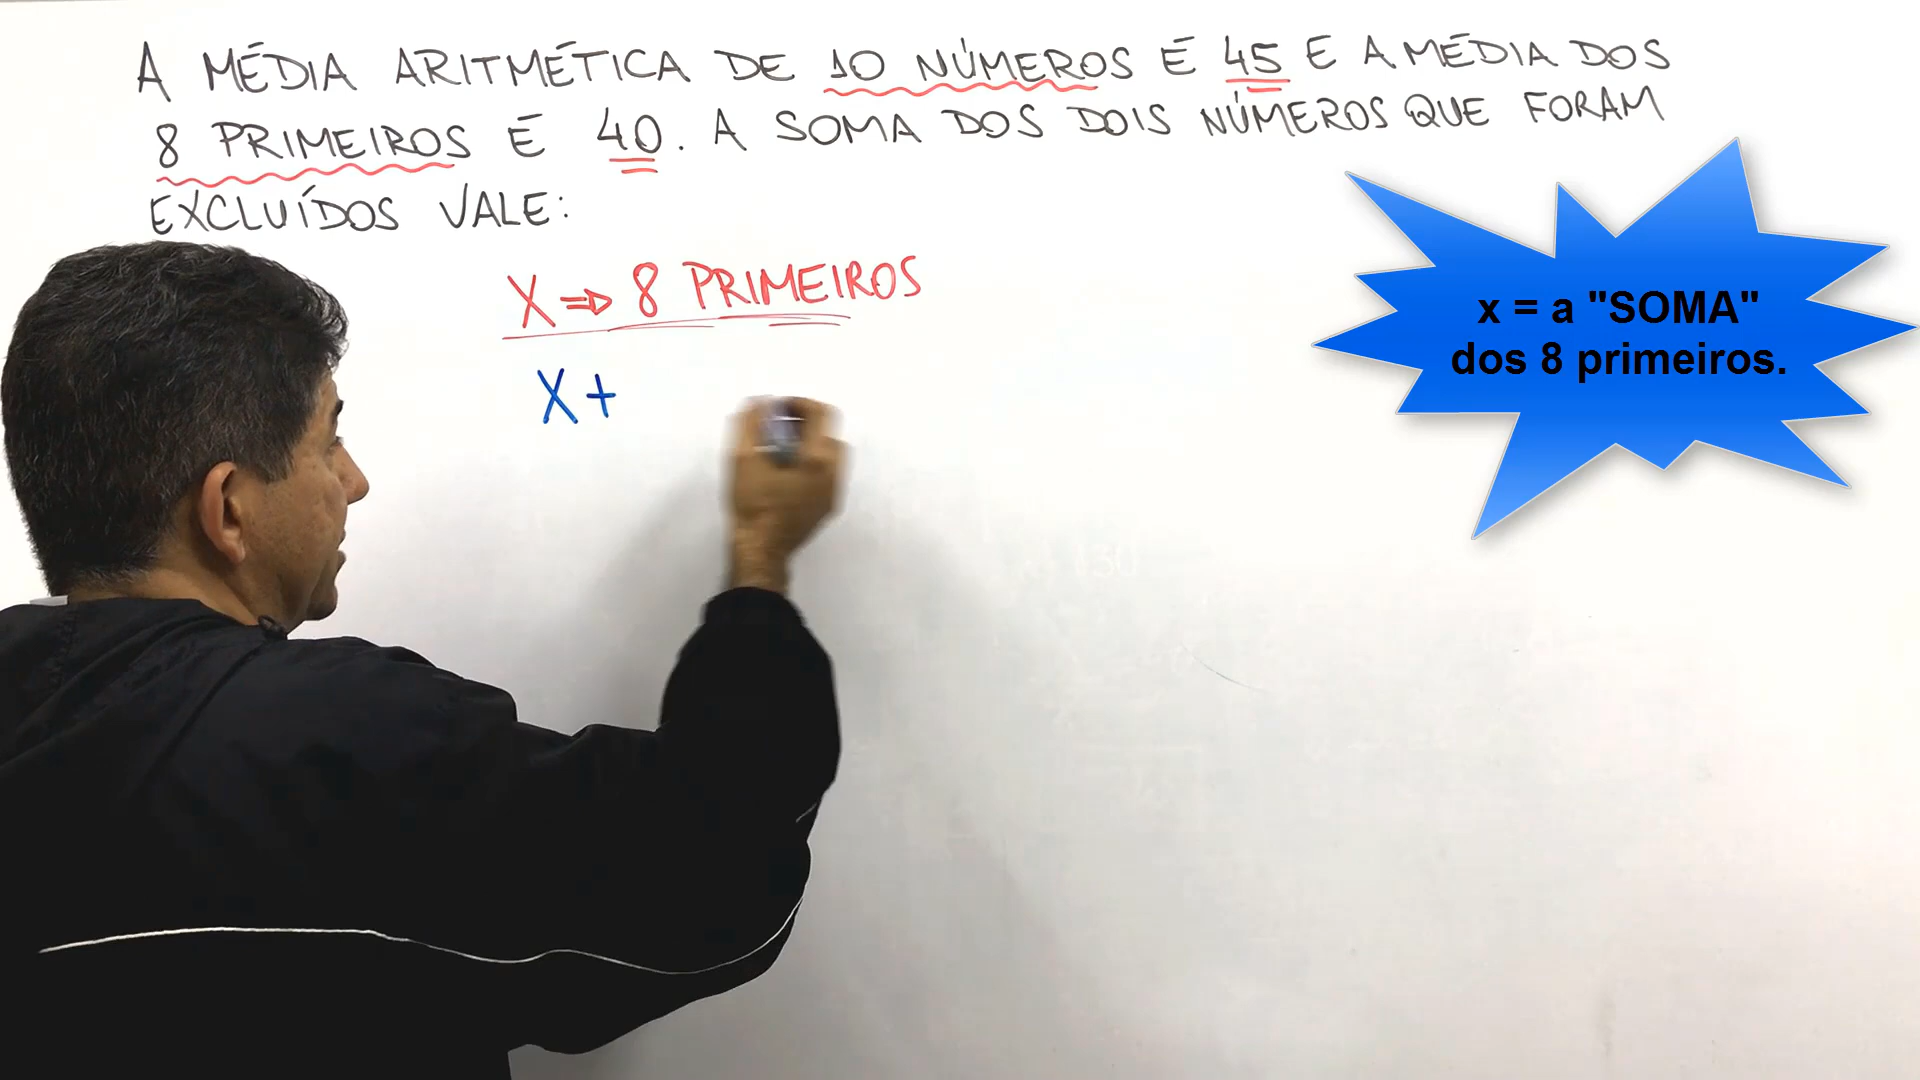 A MÉDIA ARITMÉTICA DE 10 NÚMEROS É 45 E A MÉDIA DOS
8 PRIMEIROS É 40. A SOMA DOS DOIS NÚMEROS QUE FORAM
EXCLUÍDOS VALE:
X ⇒ 8 PRIMEIROS
X +
x = a "SOMA"
dos 8 primeiros.